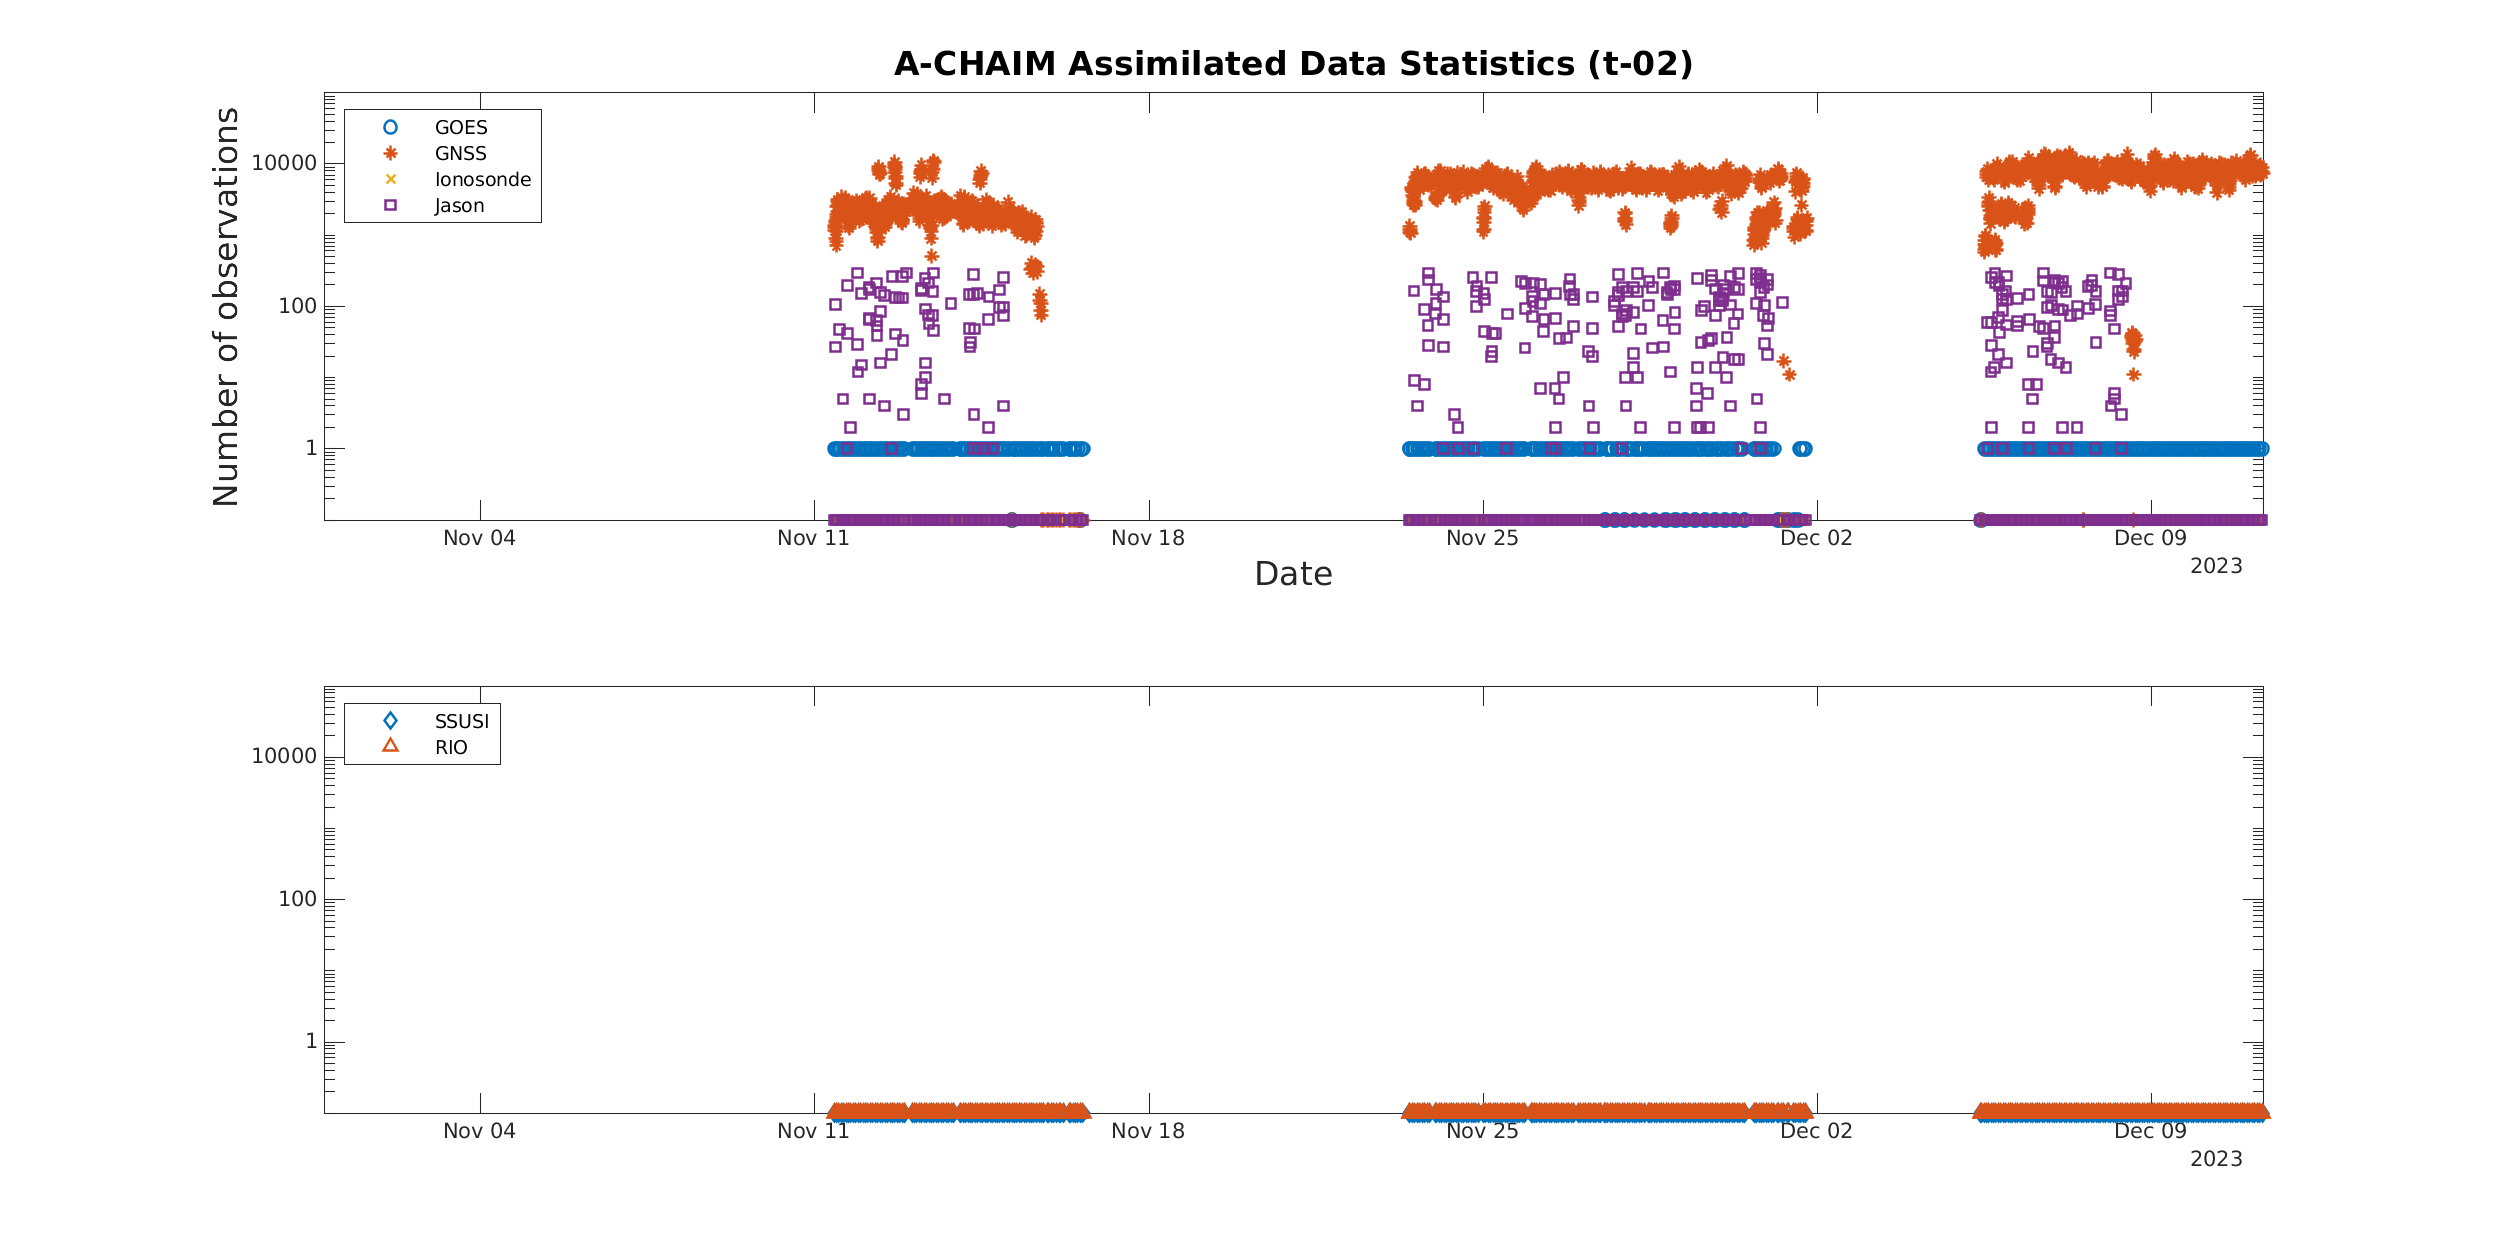 A-CHAIM Assimilated Data Statistics (t-02)
Number of observations
10000
100
1
GOES
GNSS
Ionosonde
Jason
Nov 04
Nov 11
Nov 18
Nov 25
Dec 02
Dec 09
2023
Date
10000
100
1
SSUSI
RIO
Nov 04
Nov 11
Nov 18
Nov 25
Dec 02
Dec 09
2023